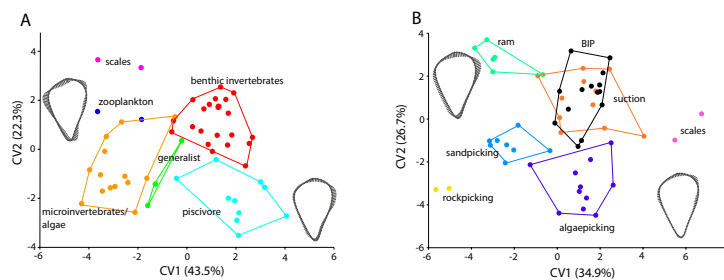 A
B
4
2
0
-2
-4
-6
-4
-2
0
2
4
6
CV2 (22.3%)
CV1 (43.5%)
scales
zooplankton
benthic invertebrates
generalist
microinvertebrates/
algae
piscivore
4
2
0
-2
-4
-6
-6
-4
-2
0
2
4
6
CV2 (26.7%)
CV1 (34.9%)
ram
BIP
suction
scales
sandpicking
rockpicking
algaepicking